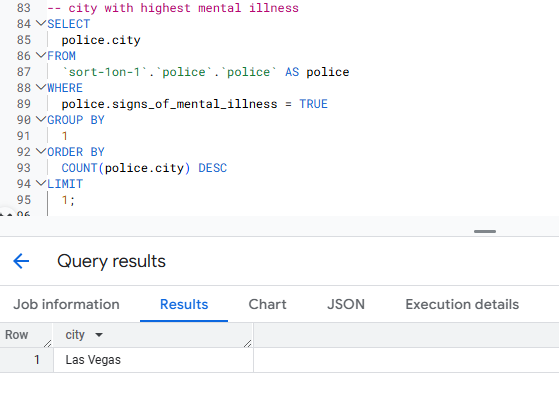 83 -- city with highest mental illness
84 SELECT
85 police.city
86 FROM
87 `sort-1on-1`.`police`.`police` AS police
88 WHERE
89 police.signs_of_mental_illness = TRUE
90 GROUP BY
91 1
92 ORDER BY
93 COUNT(police.city) DESC
94 LIMIT
95 1;
96
Query results
Job information Results Chart JSON Execution details
Row city
1 Las Vegas